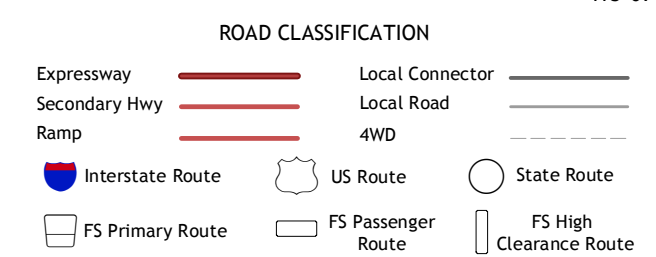 ROAD CLASSIFICATION
Expressway
Local Connector
Secondary Hwy
Local Road
Ramp
4WD
Interstate Route
US Route
State Route
FS Primary Route
FS Passenger
Route
FS High
Clearance Route